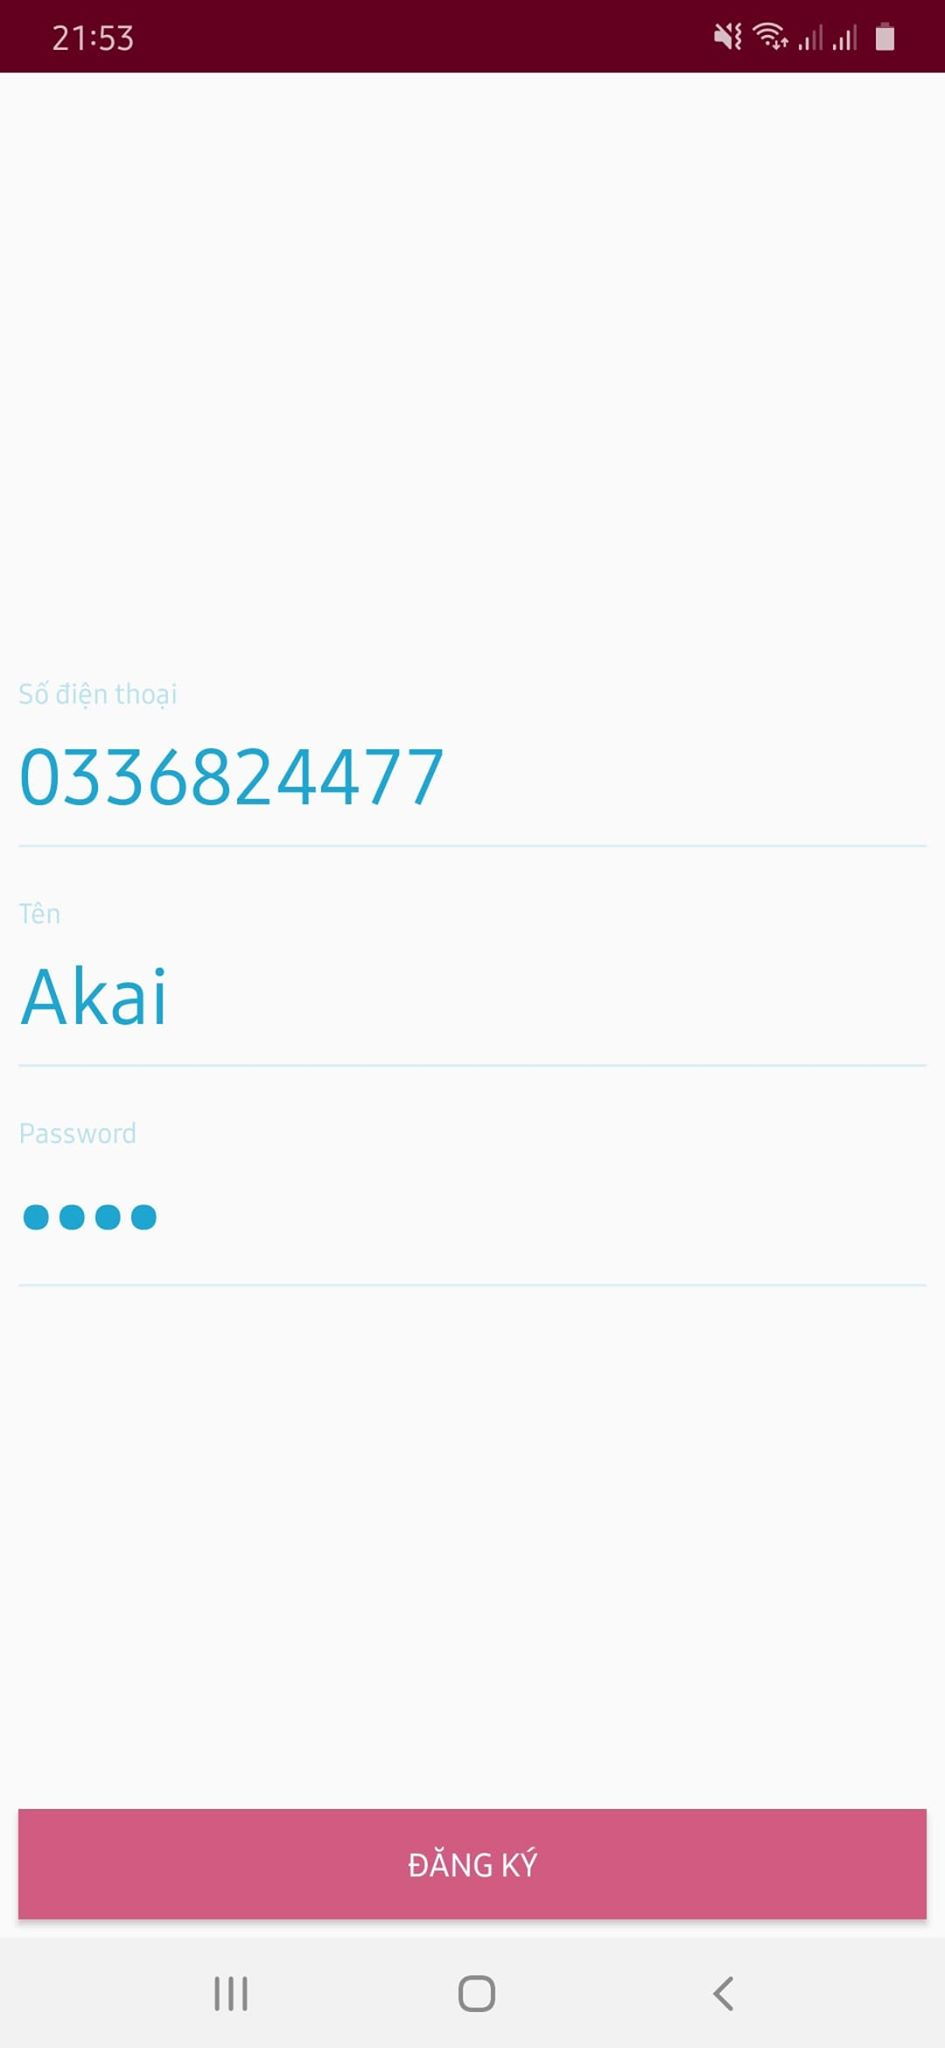 21:53
Số điện thoại
0336824477
Tên
Akai
Password
••••
ĐĂNG KÝ